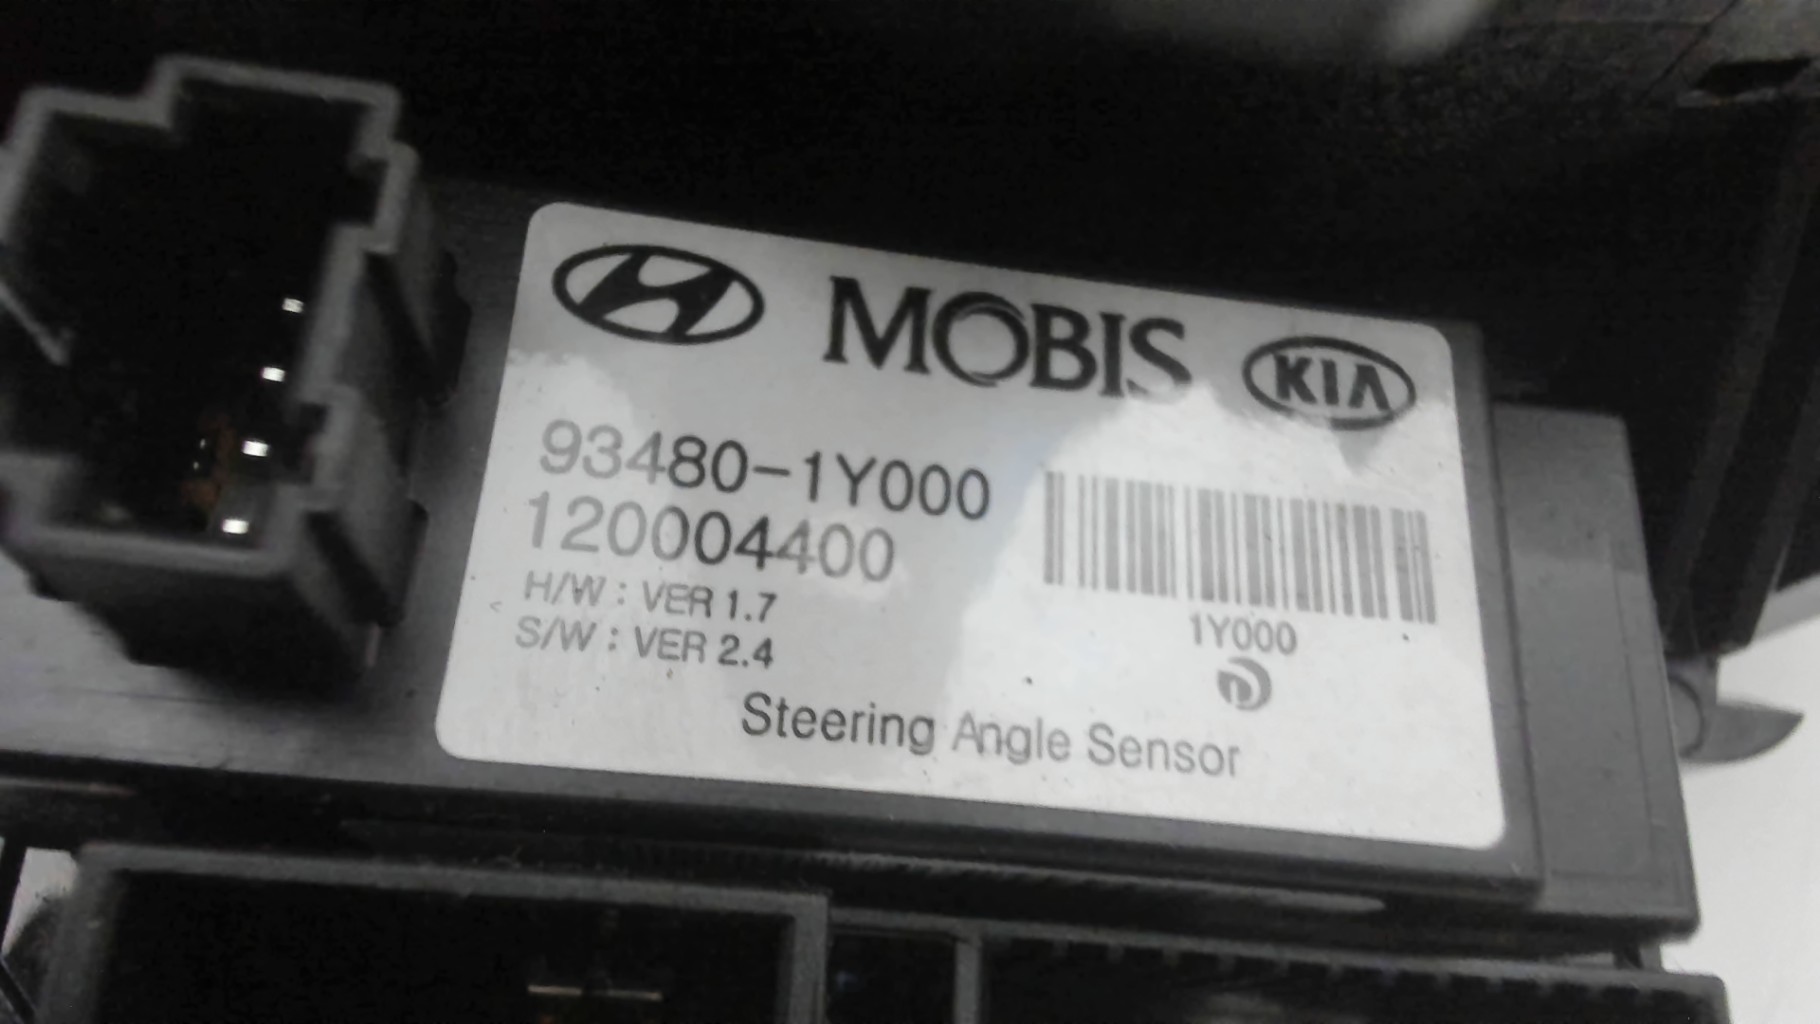 MOBIS KIA
93480-1Y000
120004400
H/W : VER 1.7
S/W : VER 2.4
1Y000
Steering Angle Sensor